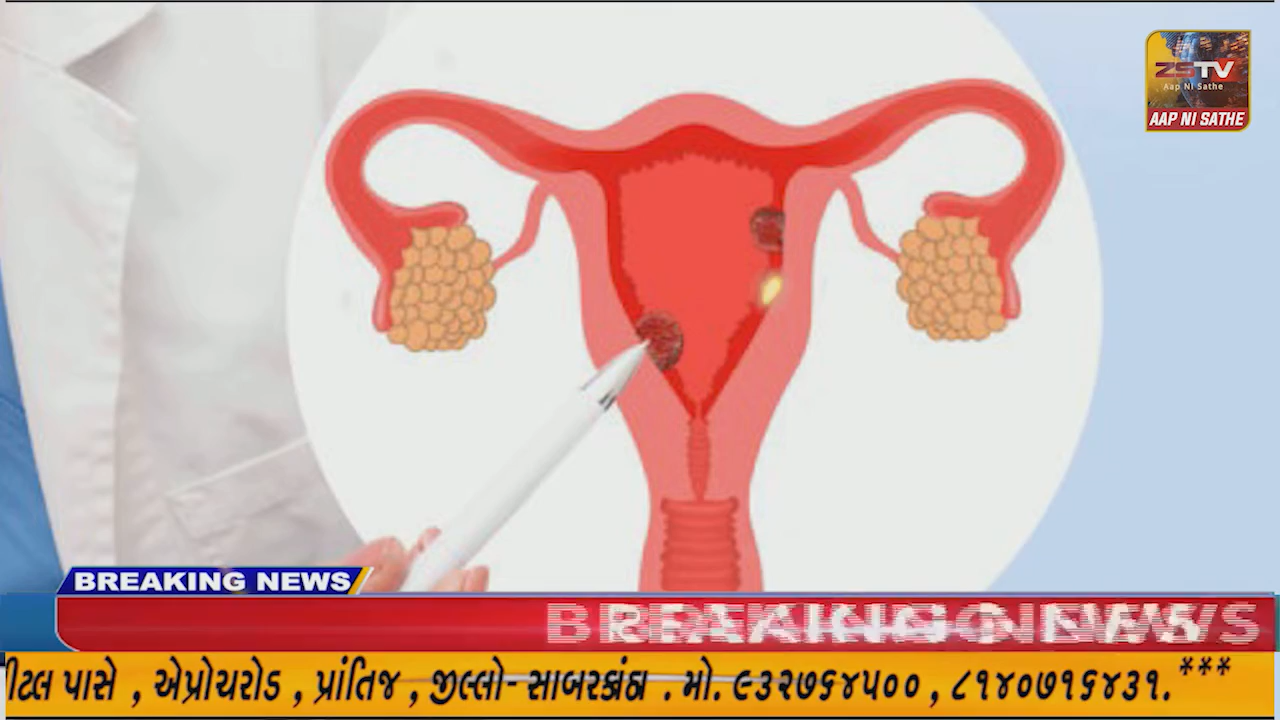 ZSTV
Aap Ni Sathe
AAP NI SATHE
BREAKING NEWS
BREAKING NEWS
પાસે , એપ્રોચરોડ , પ્રાંતિજ , જીલ્લો- સાબરકાંઠા . મો. ૯૩૨૭૬૪૫૦૦ , ૮૧૪૦૭૧૬૪૩૧. ***